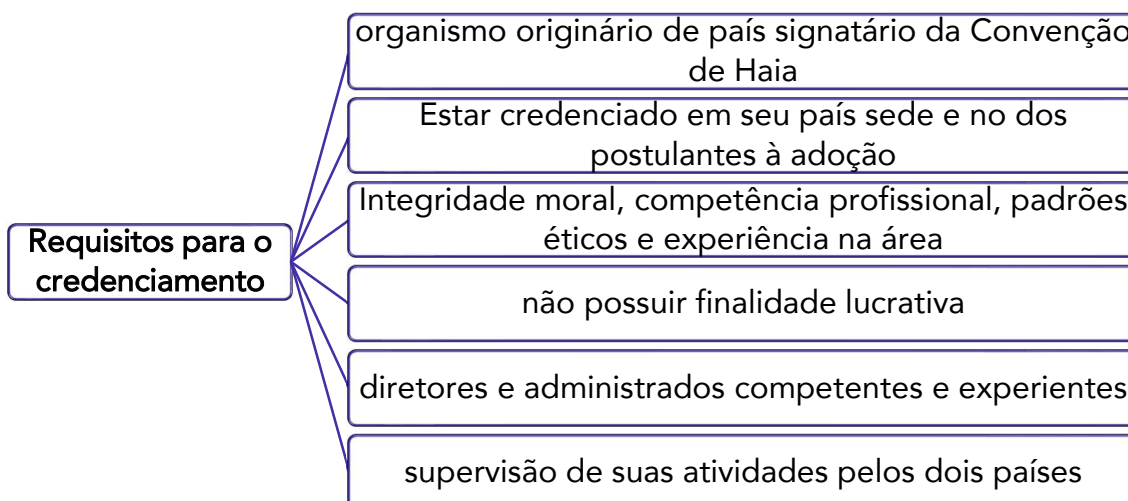 Requisitos para o
credenciamento
organismo originário de país signatário da Convenção
de Haia
Estar credenciado em seu país sede e no dos
postulantes à adoção
Integridade moral, competência profissional, padrões
éticos e experiência na área
não possuir finalidade lucrativa
diretores e administrados competentes e experientes
supervisão de suas atividades pelos dois países